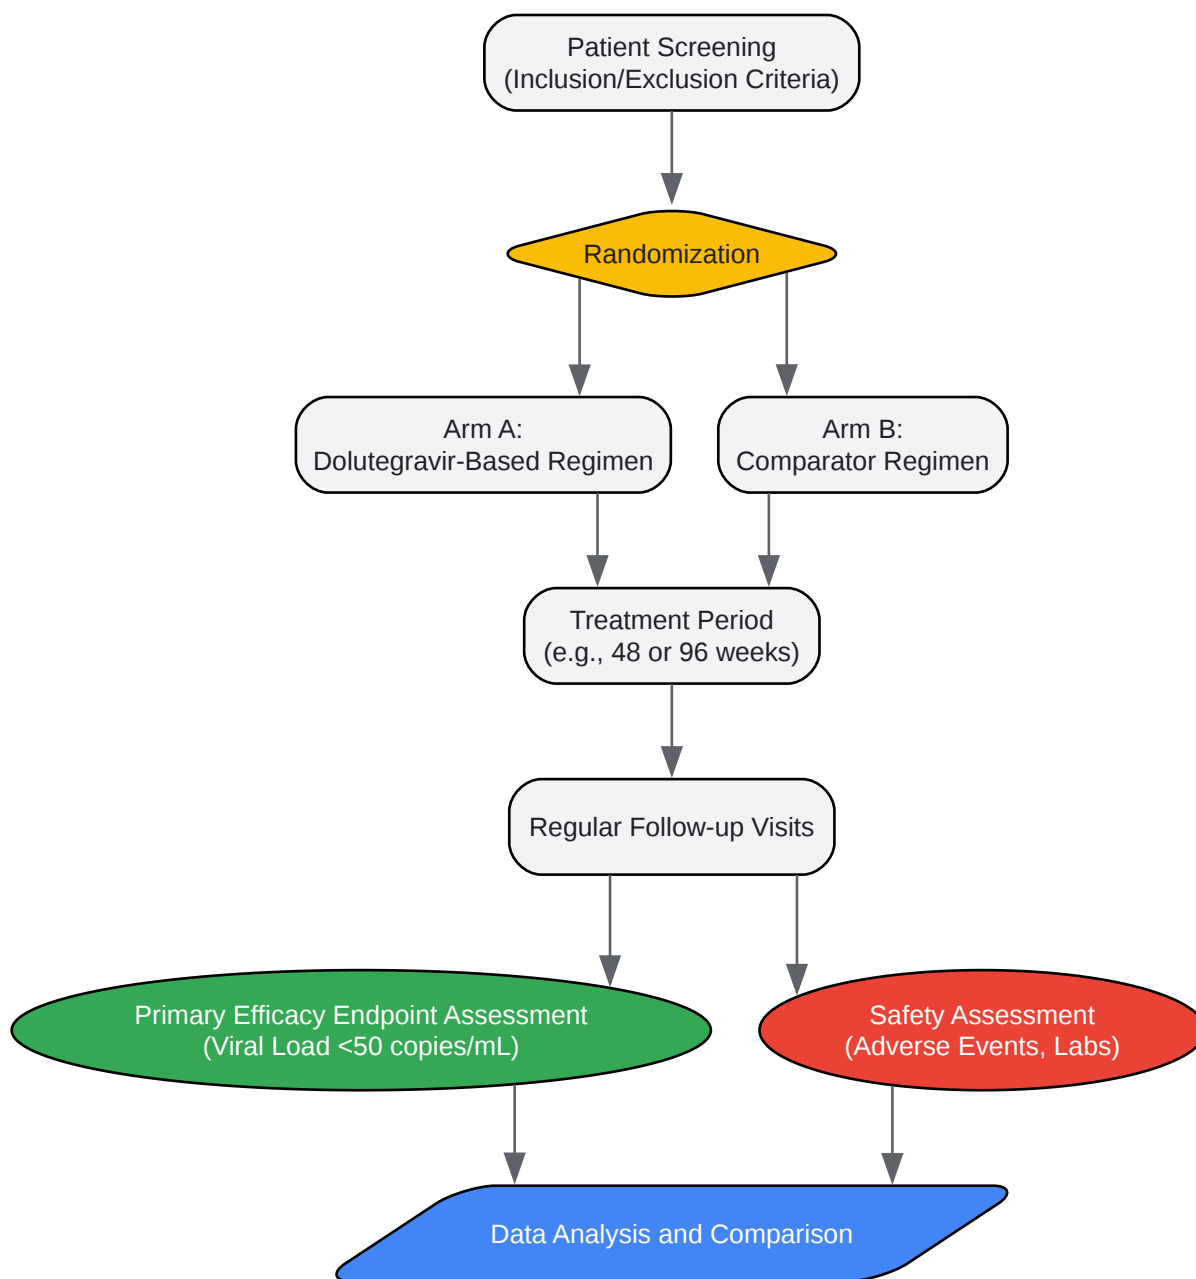 Patient Screening
(Inclusion/Exclusion Criteria)
Randomization
Arm A:
Dolutegravir-Based Regimen
Arm B:
Comparator Regimen
Treatment Period
(e.g., 48 or 96 weeks)
Regular Follow-up Visits
Primary Efficacy Endpoint Assessment
(Viral Load <50 copies/mL)
Safety Assessment
(Adverse Events, Labs)
Data Analysis and Comparison